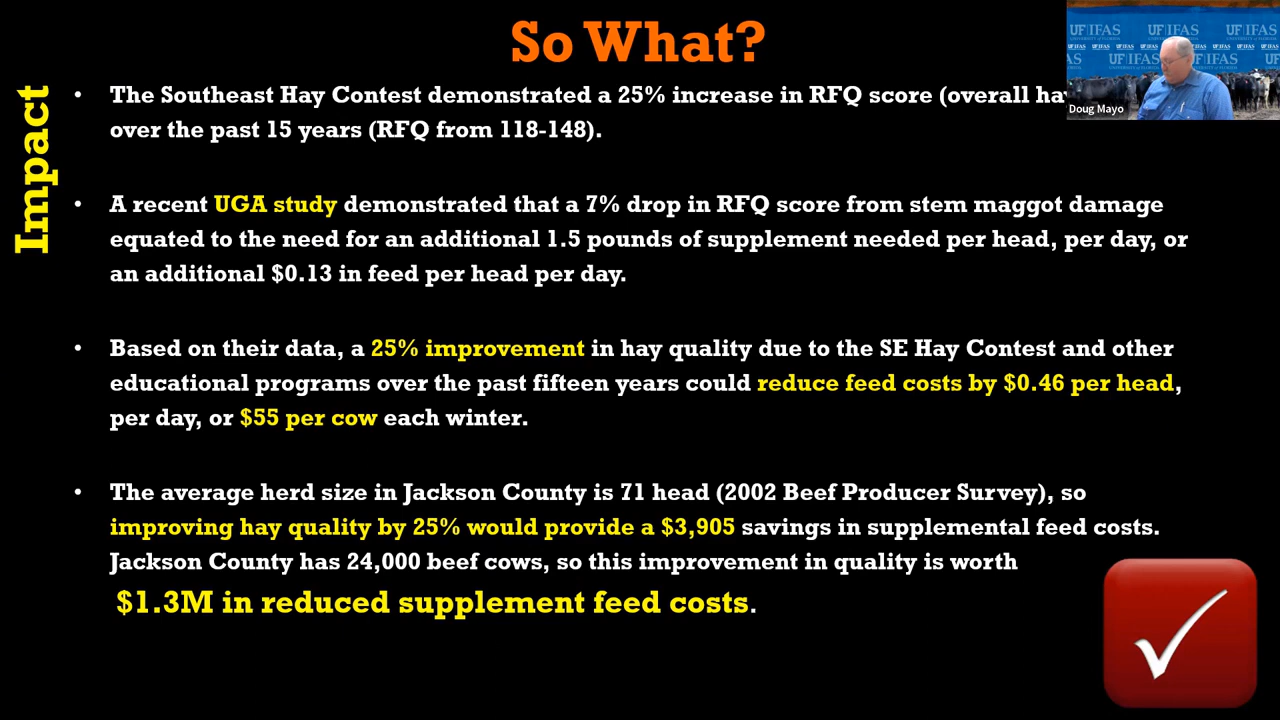 So What?
Impact
• The Southeast Hay Contest demonstrated a 25% increase in RFQ score (overall
over the past 15 years (RFQ from 118-148).
• A recent UGA study demonstrated that a 7% drop in RFQ score from stem maggot damage
equated to the need for an additional 1.5 pounds of supplement needed per head, per day, or
an additional $0.13 in feed per head per day.
• Based on their data, a 25% improvement in hay quality due to the SE Hay Contest and other
educational programs over the past fifteen years could reduce feed costs by $0.46 per head,
per day, or $55 per cow each winter.
• The average herd size in Jackson County is 71 head (2002 Beef Producer Survey), so
improving hay quality by 25% would provide a $3,905 savings in supplemental feed costs.
Jackson County has 24,000 beef cows, so this improvement in quality is worth
$1.3M in reduced supplement feed costs.
UF|IFAS UF|IFAS UF|IFAS
UNIVERSITY of FLORIDA
Doug Mayo